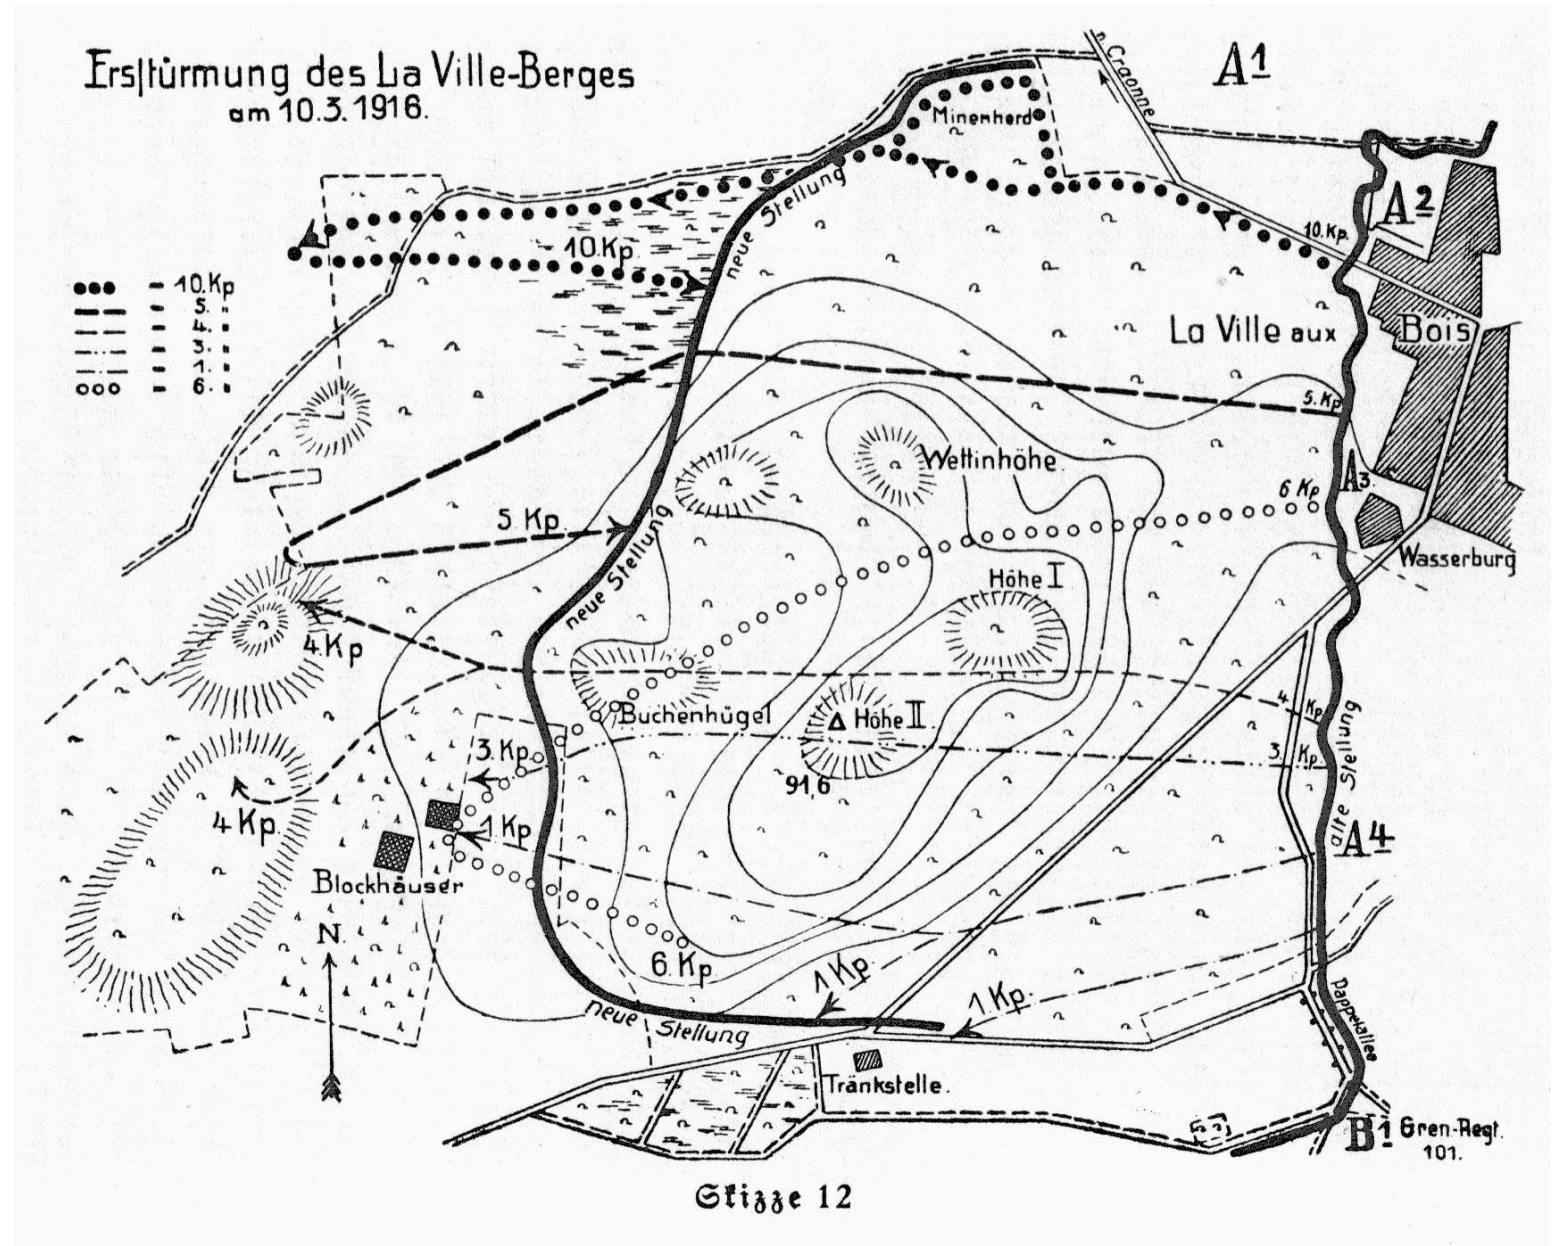 Erstürmung des La Ville-Berges
am 10.3.1916.
n. Craonne
A1
Minenherd
A2
neue Stellung
10.Kp.
10.Kp.
10.Kp
5. "
4. "
3. "
1. "
6. "
La Ville aux Bois
5.Kp
Wettinhöhe
6 Kp
A3.
5.Kp
neue Stellung
Wasserburg
Höhe I
4.Kp
Buchenhügel
Höhe II
4. Kp
3. Kp
3. Kp
91,6
alte Stellung
4 Kp.
1 Kp
A4
Blockhäuser
N.
6. Kp
1 Kp
1 Kp.
neue Stellung
Pappelallee
Tränkstelle.
B1 Gren.-Regt.
101.
Skizze 12